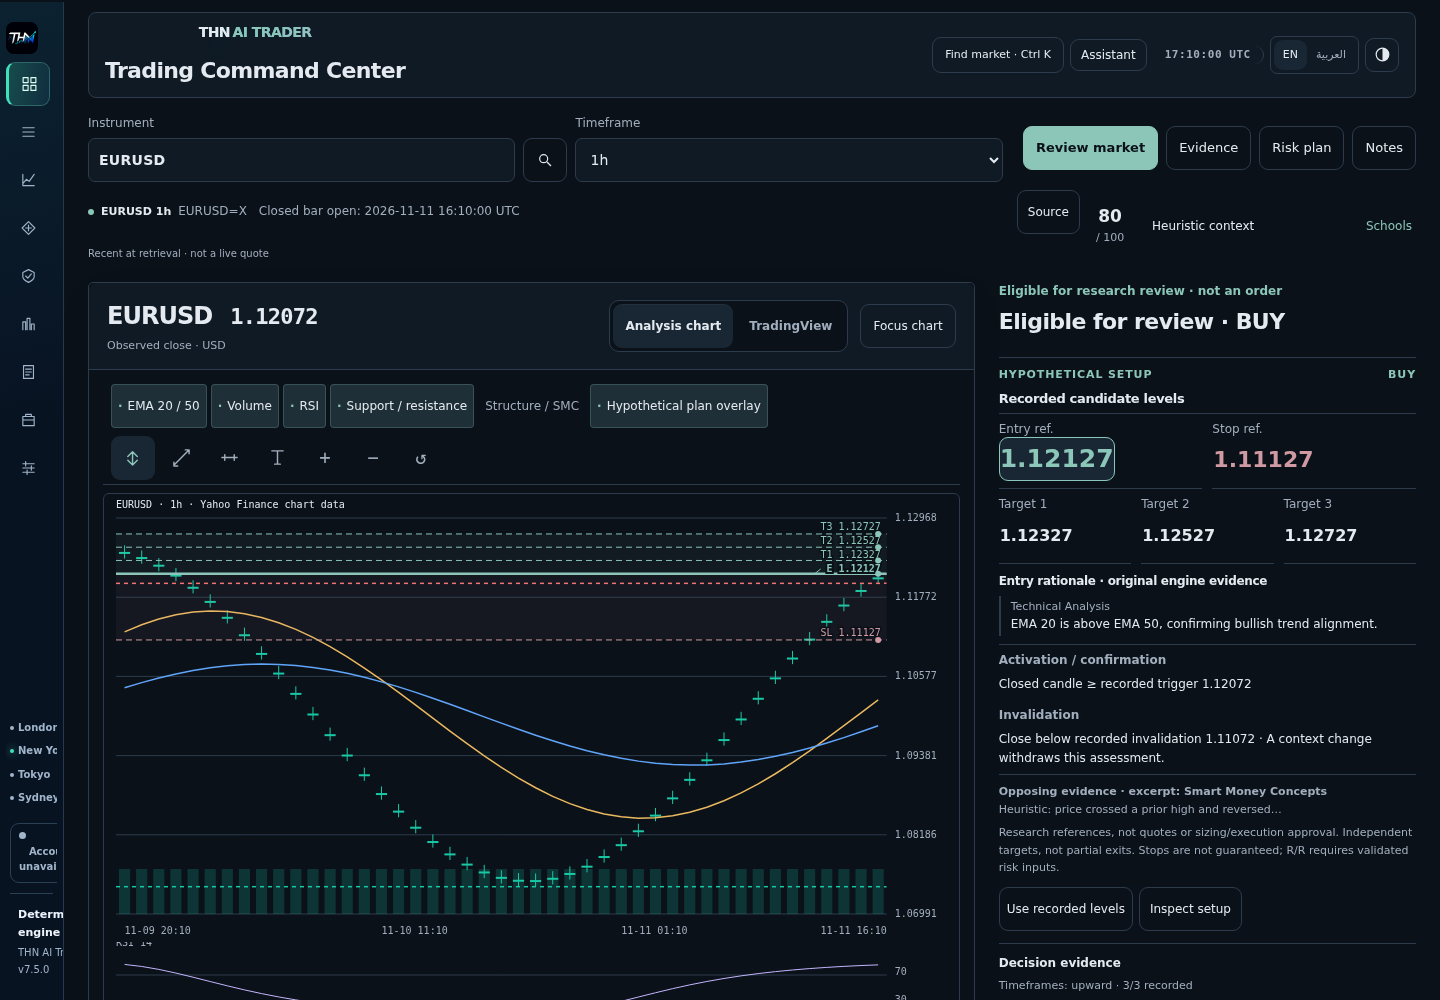 THN
THN AI TRADER
Trading Command Center
Find market · Ctrl K
Assistant
17:10:00 UTC
EN
العربية
Instrument
Timeframe
EURUSD
1h
Review market
Evidence
Risk plan
Notes
EURUSD 1h EURUSD=X Closed bar open: 2026-11-11 16:10:00 UTC
Recent at retrieval · not a live quote
Source
80
/ 100
Heuristic context
Schools
EURUSD 1.12072
Observed close · USD
Analysis chart
TradingView
Focus chart
· EMA 20 / 50
· Volume
· RSI
· Support / resistance
Structure / SMC
· Hypothetical plan overlay
+
−
↺
EURUSD · 1h · Yahoo Finance chart data
1.12968
1.11772
1.10577
1.09381
1.08186
1.06991
T3 1.12727
T2 1.12527
T1 1.12327
E 1.12127
SL 1.11127
11-09 20:10
11-10 11:10
11-11 01:10
11-11 16:10
RSI 14
70
30
Eligible for research review · not an order
Eligible for review · BUY
HYPOTHETICAL SETUP
BUY
Recorded candidate levels
Entry ref.
Stop ref.
1.12127
1.11127
Target 1
Target 2
Target 3
1.12327
1.12527
1.12727
Entry rationale · original engine evidence
Technical Analysis
EMA 20 is above EMA 50, confirming bullish trend alignment.
Activation / confirmation
Closed candle ≥ recorded trigger 1.12072
Invalidation
Close below recorded invalidation 1.11072 · A context change
withdraws this assessment.
Opposing evidence · excerpt: Smart Money Concepts
Heuristic: price crossed a prior high and reversed...
Research references, not quotes or sizing/execution approval. Independent
targets, not partial exits. Stops are not guaranteed; R/R requires validated
risk inputs.
Use recorded levels
Inspect setup
Decision evidence
Timeframes: upward · 3/3 recorded
London
New Yo
Tokyo
Sydney
Accou
unavai
Determ
engine
THN AI Tr
v7.5.0